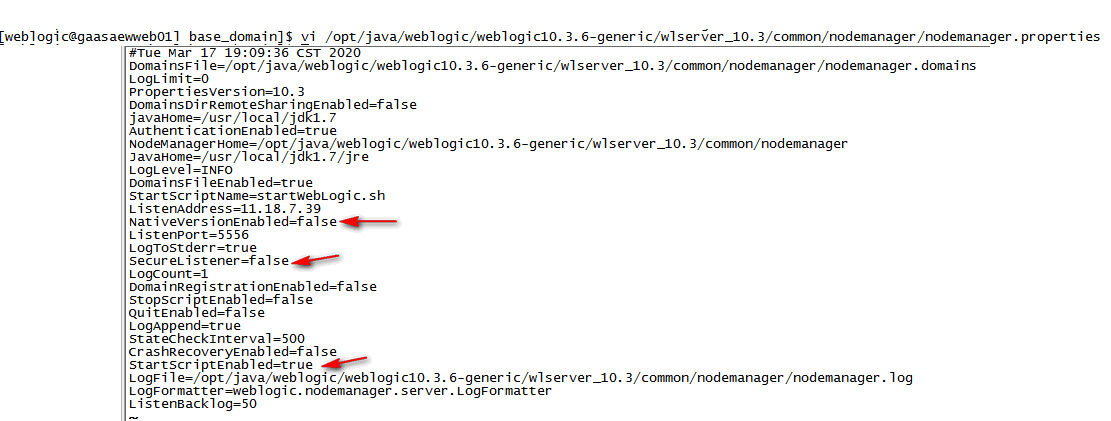 [weblogic@gaasaewweb01] base_domain]$ vi /opt/java/weblogic/weblogic10.3.6-generic/wlserver_10.3/common/nodemanager/nodemanager.properties
#Tue Mar 17 19:09:36 CST 2020
DomainsFile=/opt/java/weblogic/weblogic10.3.6-generic/wlserver_10.3/common/nodemanager/nodemanager.domains
LogLimit=0
PropertiesVersion=10.3
DomainsDirRemoteSharingEnabled=false
javaHome=/usr/local/jdk1.7
AuthenticationEnabled=true
NodeManagerHome=/opt/java/weblogic/weblogic10.3.6-generic/wlserver_10.3/common/nodemanager
JavaHome=/usr/local/jdk1.7/jre
LogLevel=INFO
DomainsFileEnabled=true
StartScriptName=startWebLogic.sh
ListenAddress=11.18.7.39
NativeVersionEnabled=false
ListenPort=5556
LogToStderr=true
SecureListener=false
LogCount=1
DomainRegistrationEnabled=false
StopScriptEnabled=false
QuitEnabled=false
LogAppend=true
StateCheckInterval=500
CrashRecoveryEnabled=false
StartScriptEnabled=true
LogFile=/opt/java/weblogic/weblogic10.3.6-generic/wlserver_10.3/common/nodemanager/nodemanager.log
LogFormatter=weblogic.nodemanager.server.LogFormatter
ListenBacklog=50
~